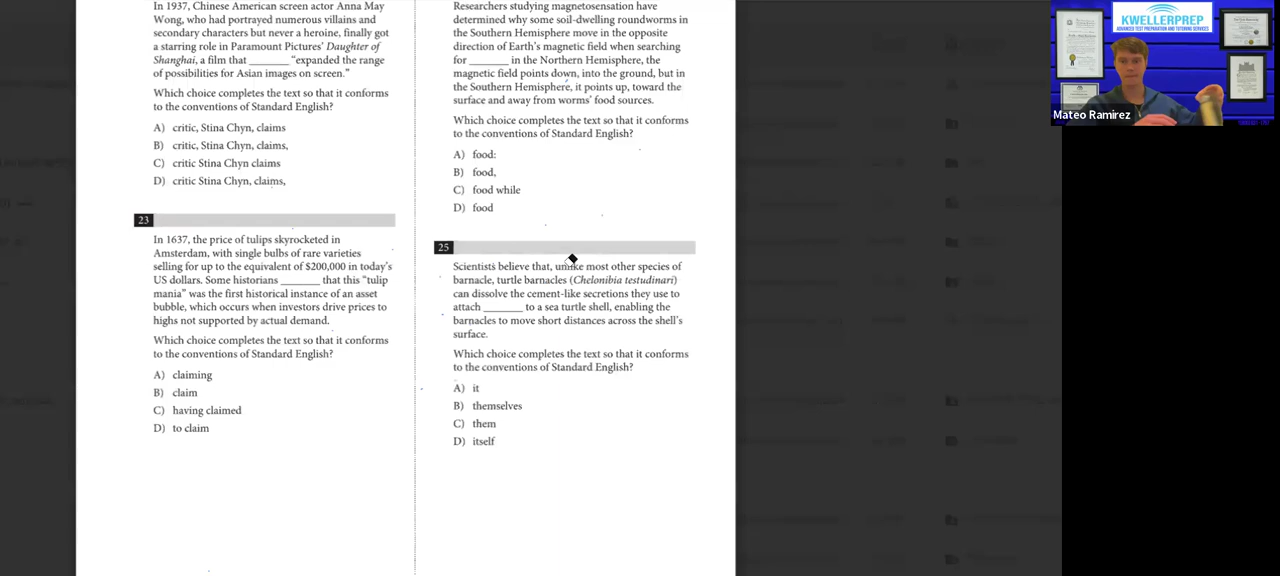 In 1937, Chinese American screen actor Anna May
Wong, who had portrayed numerous villains and
secondary characters but never a heroine, finally got
a starring role in Paramount Pictures' Daughter of
Shanghai, a film that ________ "expanded the range
of possibilities for Asian images on screen."
Which choice completes the text so that it conforms
to the conventions of Standard English?
A) critic, Stina Chyn, claims
B) critic, Stina Chyn, claims,
C) critic Stina Chyn claims
D) critic Stina Chyn, claims,
23
In 1637, the price of tulips skyrocketed in
Amsterdam, with single bulbs of rare varieties
selling for up to the equivalent of $200,000 in today's
US dollars. Some historians ________ that this "tulip
mania" was the first historical instance of an asset
bubble, which occurs when investors drive prices to
highs not supported by actual demand.
Which choice completes the text so that it conforms
to the conventions of Standard English?
A) claiming
B) claim
C) having claimed
D) to claim
Researchers studying magnetosensation have
determined why some soil-dwelling roundworms in
the Southern Hemisphere move in the opposite
direction of Earth's magnetic field when searching
for ________ in the Northern Hemisphere, the
magnetic field points down, into the ground, but in
the Southern Hemisphere, it points up, toward the
surface and away from worms' food sources.
Which choice completes the text so that it conforms
to the conventions of Standard English?
A) food:
B) food,
C) food while
D) food
25
Scientists believe that, unlike most other species of
barnacle, turtle barnacles (Chelonibia testudinari)
can dissolve the cement-like secretions they use to
attach ________ to a sea turtle shell, enabling the
barnacles to move short distances across the shell's
surface.
Which choice completes the text so that it conforms
to the conventions of Standard English?
A) it
B) themselves
C) them
D) itself
KWELLERPREP
ADVANCED TEST PREPARATION AND TUTORING SERVICES
Mateo Ramirez